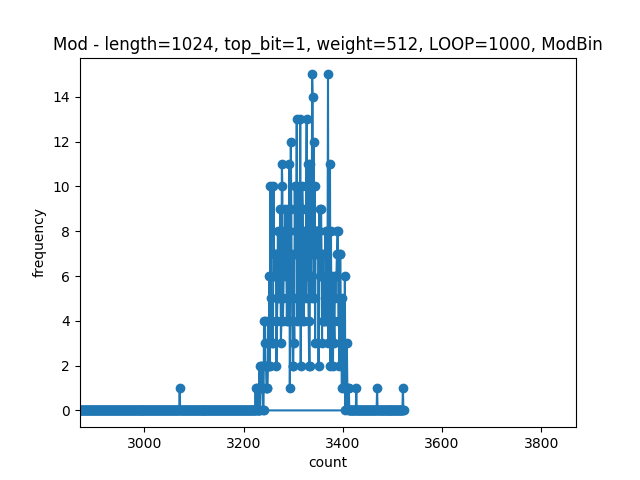 Mod - length=1024, top_bit=1, weight=512, LOOP=1000, ModBin
14
12
10
8
6
4
2
0
frequency
3000 3200 3400 3600 3800
count